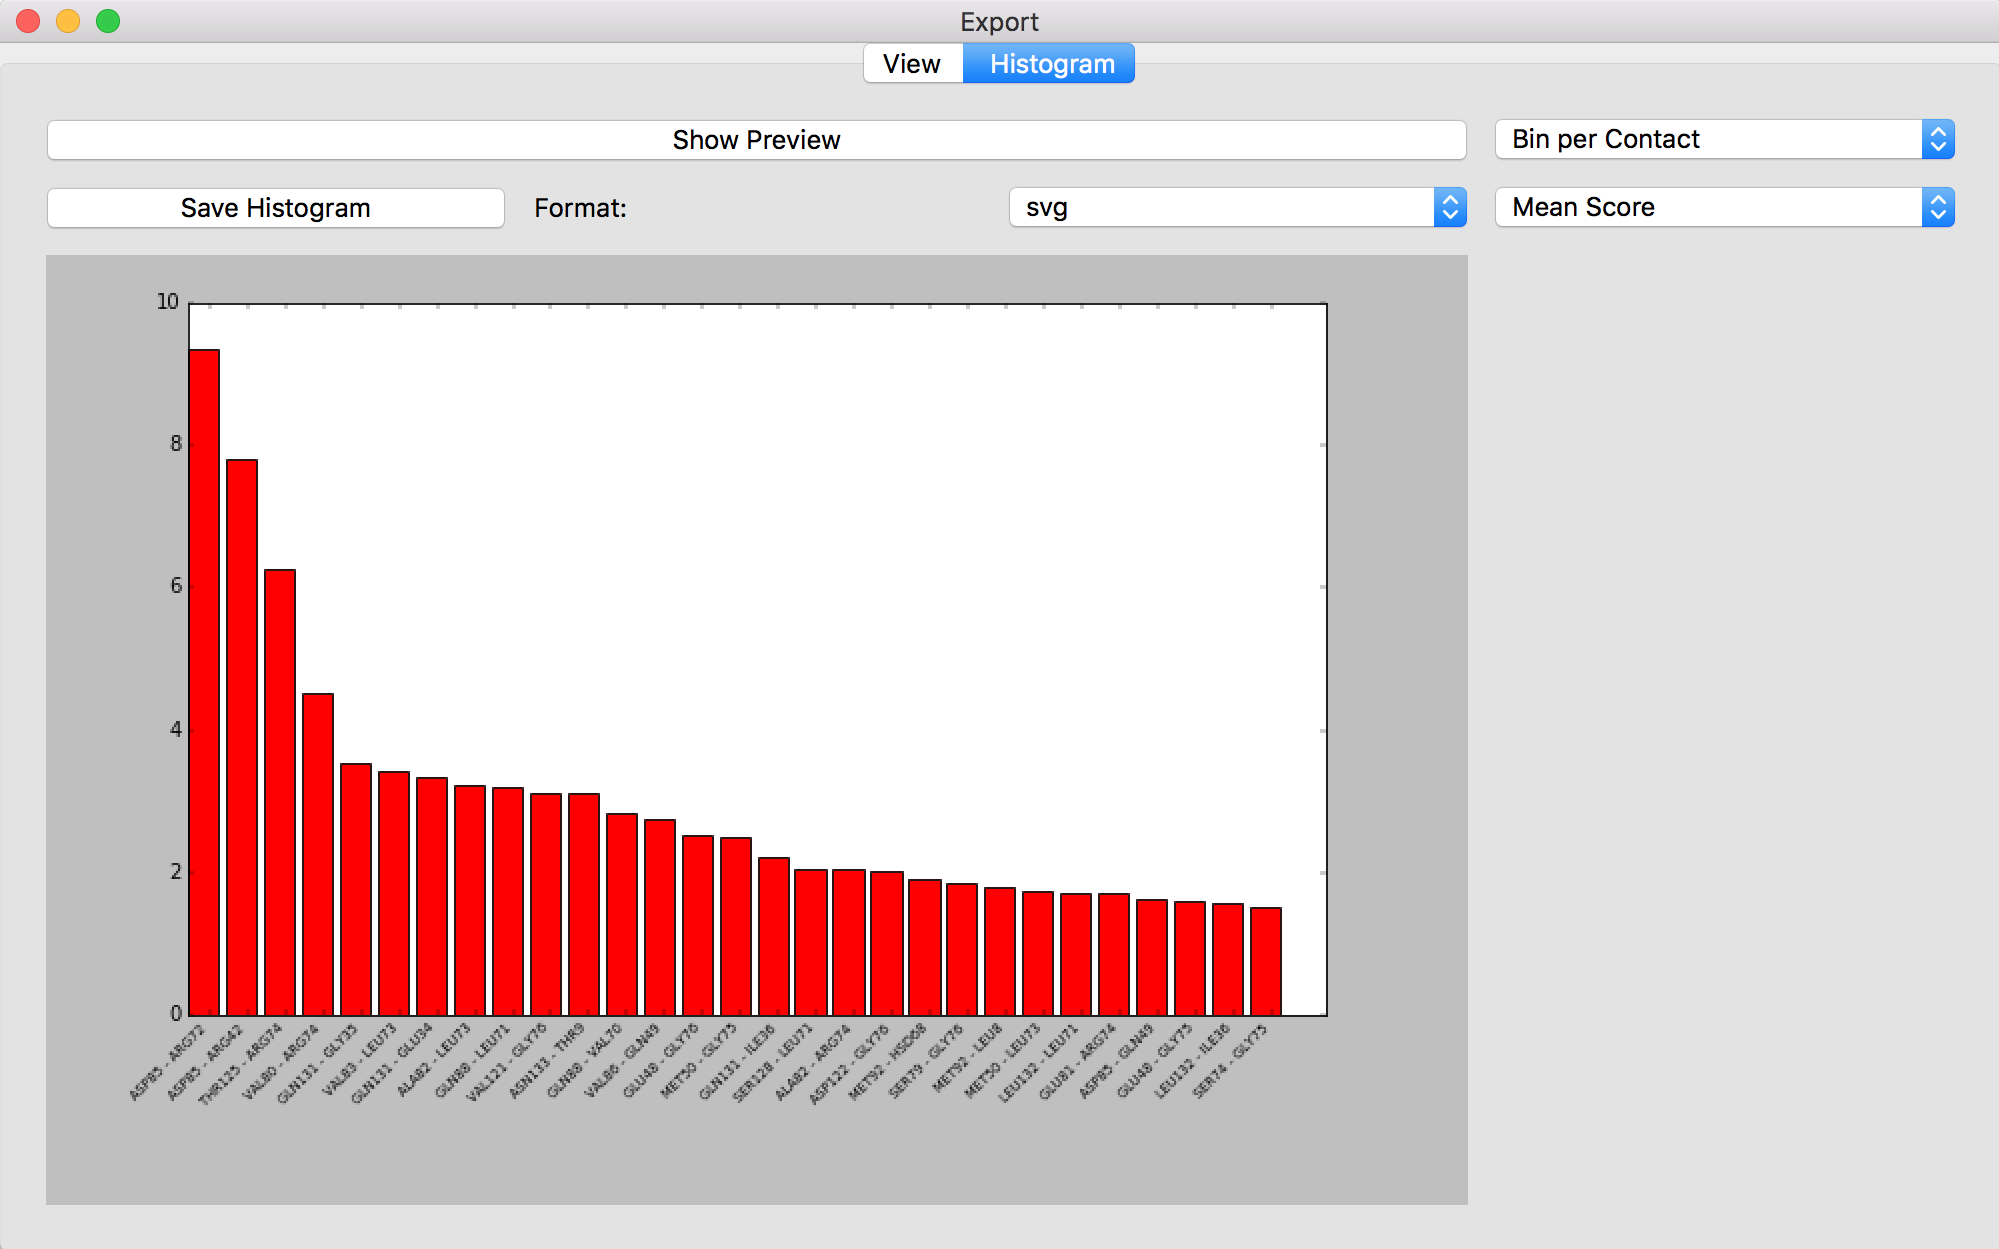 Export
View Histogram
Show Preview Bin per Contact
Save Histogram Format: svg Mean Score
10
8
6
4
2
0
ASP85 - ARG72
ASP85 - ARG42
THR125 - ARG74
VAL80 - ARG74
GLN131 - GLY35
VAL83 - LEU73
GLN131 - GLU34
ALA82 - LEU73
GLN88 - LEU71
VAL121 - GLY76
ASN133 - THR9
GLN88 - VAL70
VAL86 - GLN49
GLU48 - GLY76
MET50 - GLY75
GLN131 - ILE36
SER128 - LEU71
ALA82 - ARG74
ASP122 - GLY76
MET92 - HSD68
SER79 - GLY76
MET92 - LEU8
MET50 - LEU73
LEU132 - LEU71
GLU81 - ARG74
ASP85 - GLN49
GLU48 - GLY75
LEU132 - ILE36
SER74 - GLY75